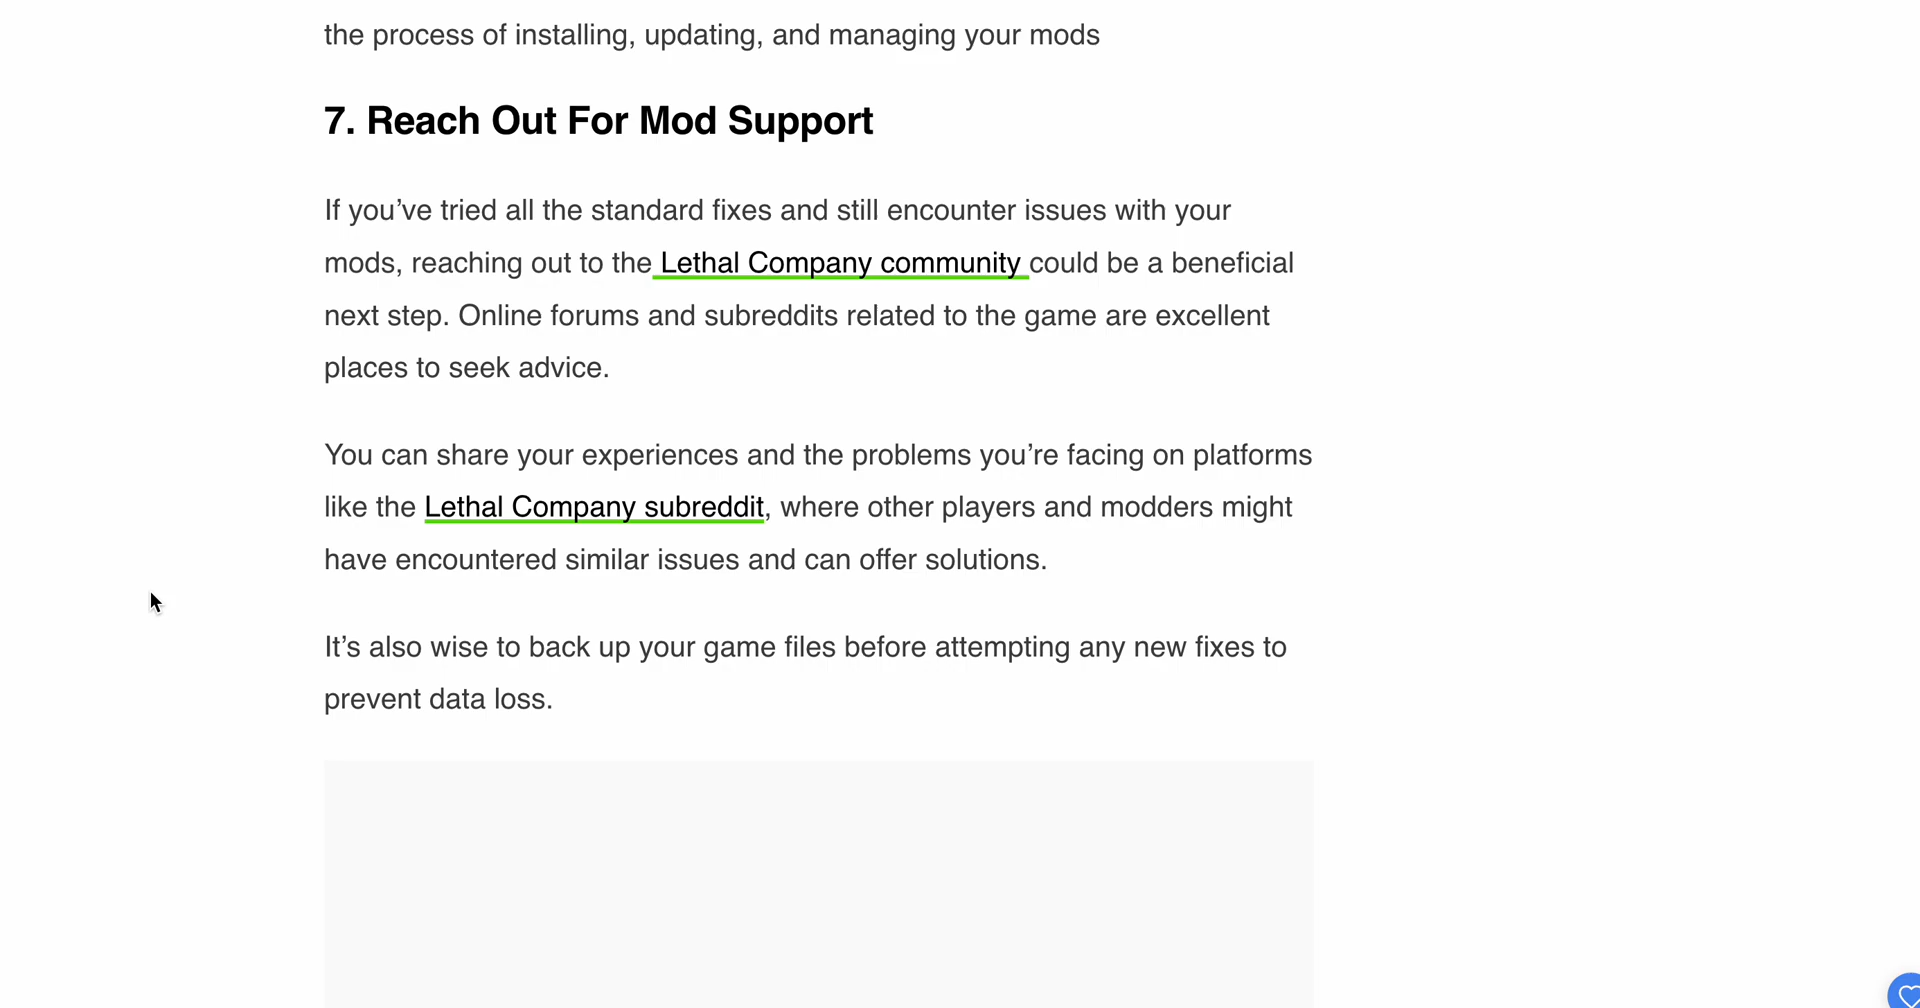 the process of installing, updating, and managing your mods
7. Reach Out For Mod Support
If you’ve tried all the standard fixes and still encounter issues with your
mods, reaching out to the Lethal Company community could be a beneficial
next step. Online forums and subreddits related to the game are excellent
places to seek advice.
You can share your experiences and the problems you’re facing on platforms
like the Lethal Company subreddit, where other players and modders might
have encountered similar issues and can offer solutions.
It’s also wise to back up your game files before attempting any new fixes to
prevent data loss.